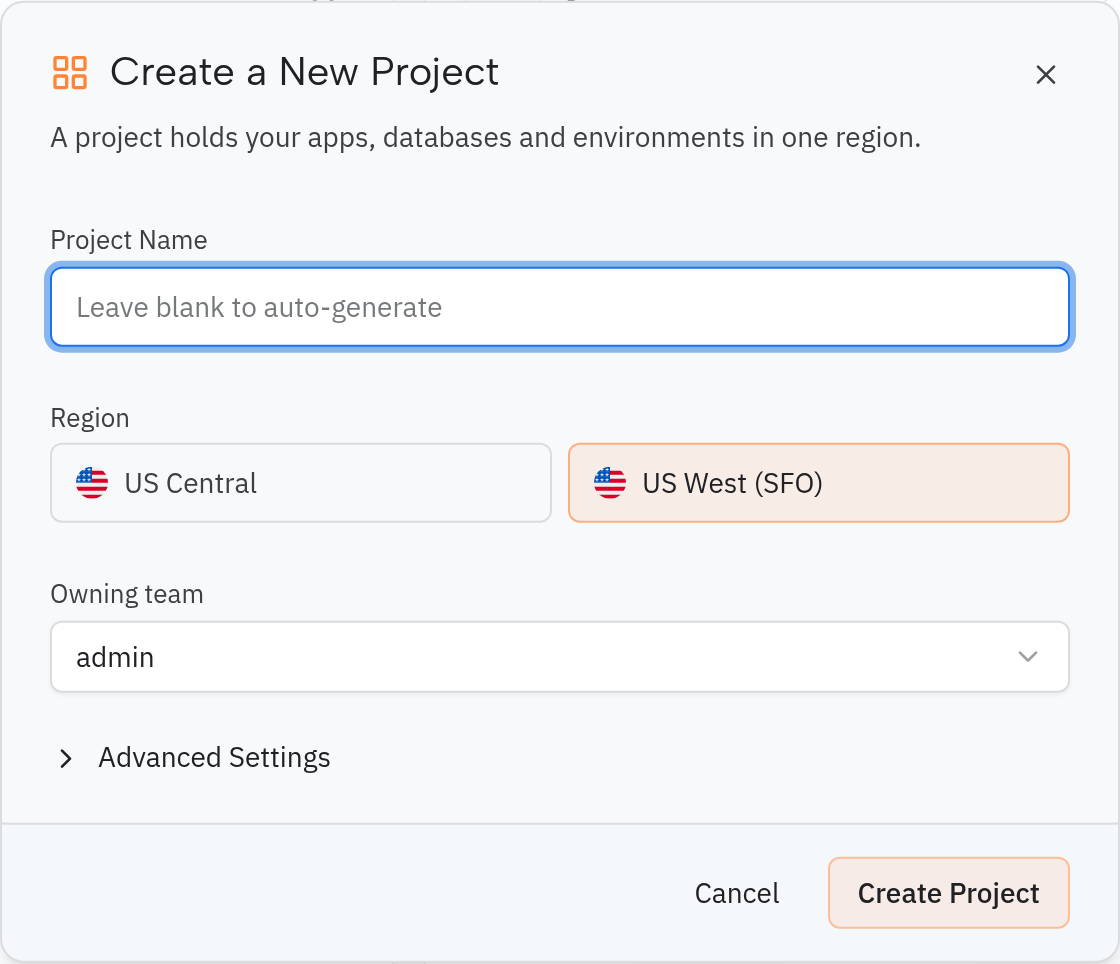 Create a New Project
A project holds your apps, databases and environments in one region.
Project Name
Leave blank to auto-generate
Region
US Central
US West (SFO)
Owning team
admin
Advanced Settings
Cancel
Create Project